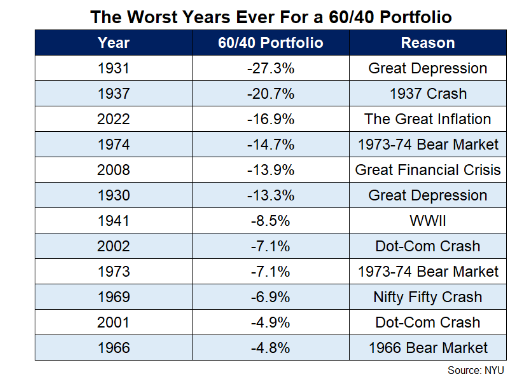 The Worst Years Ever For a 60/40 Portfolio
Year 60/40 Portfolio Reason
1931 -27.3% Great Depression
1937 -20.7% 1937 Crash
2022 -16.9% The Great Inflation
1974 -14.7% 1973-74 Bear Market
2008 -13.9% Great Financial Crisis
1930 -13.3% Great Depression
1941 -8.5% WWII
2002 -7.1% Dot-Com Crash
1973 -7.1% 1973-74 Bear Market
1969 -6.9% Nifty Fifty Crash
2001 -4.9% Dot-Com Crash
1966 -4.8% 1966 Bear Market
Source: NYU